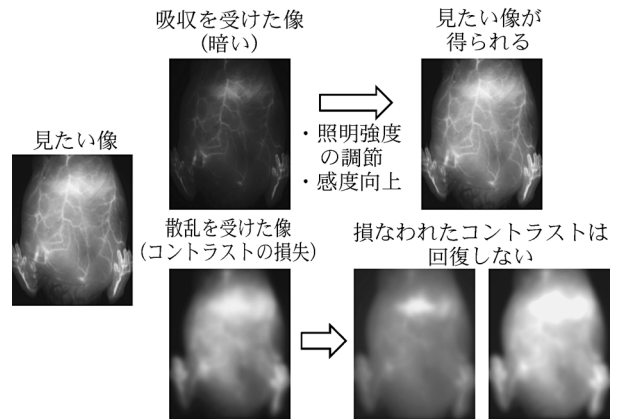 見たい像
吸収を受けた像
（暗い）
・照明強度
の調節
・感度向上
見たい像が
得られる
散乱を受けた像
（コントラストの損失）
損なわれたコントラストは
回復しない